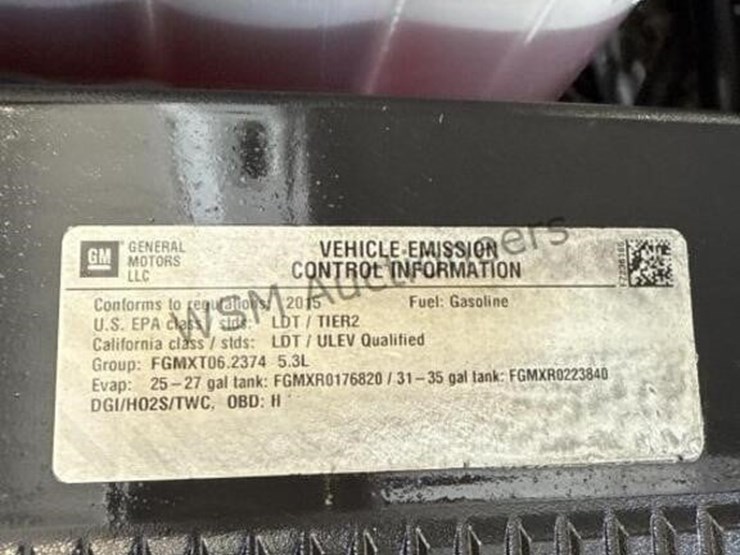 GM GENERAL MOTORS LLC
VEHICLE EMISSION
CONTROL INFORMATION
Conforms to regulations: 2015 Fuel: Gasoline
U.S. EPA class / stds: LDT / TIER2
California class / stds: LDT / ULEV Qualified
Group: FGMXT06.2374 5.3L
Evap: 25-27 gal tank: FGMXR0176820 / 31-35 gal tank: FGMXR0223840
DGI/HO2S/TWC, OBD: II
WSM Auctioneers